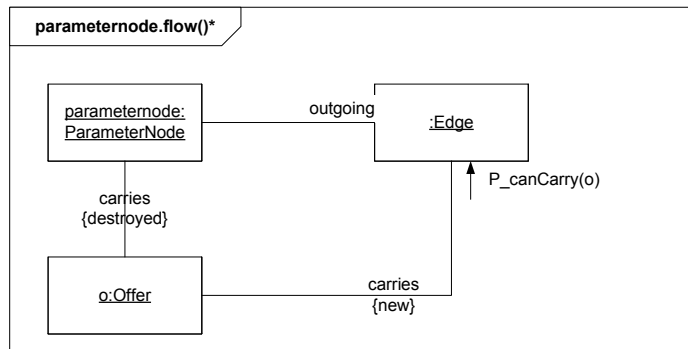 parameternode.flow()*
parameternode:
ParameterNode
outgoing
:Edge
P_canCarry(o)
carries
{destroyed}
o:Offer
carries
{new}